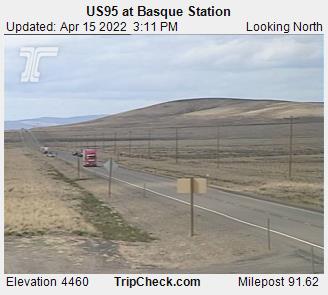 US95 at Basque Station
Updated: Apr 15 2022 3:11 PM Looking North
Elevation 4460 TripCheck.com Milepost 91.62